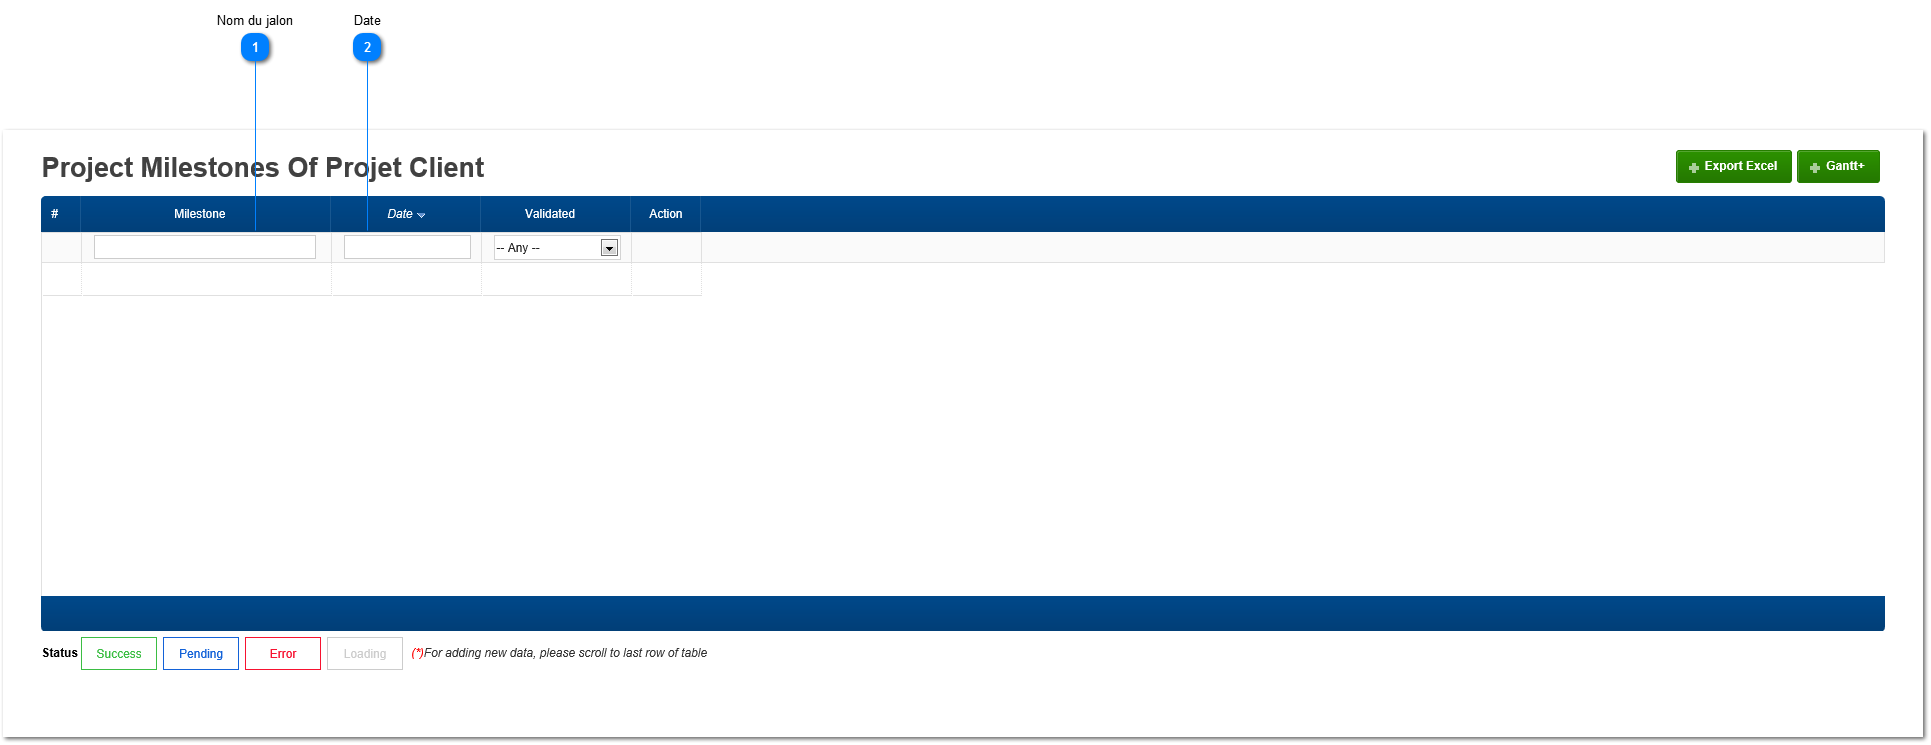 Nom du jalon Date
1 2
Project Milestones Of Projet Client
Export Excel Gantt+
# Milestone Date Validated Action
-- Any --
Status Success Pending Error Loading (*)For adding new data, please scroll to last row of table